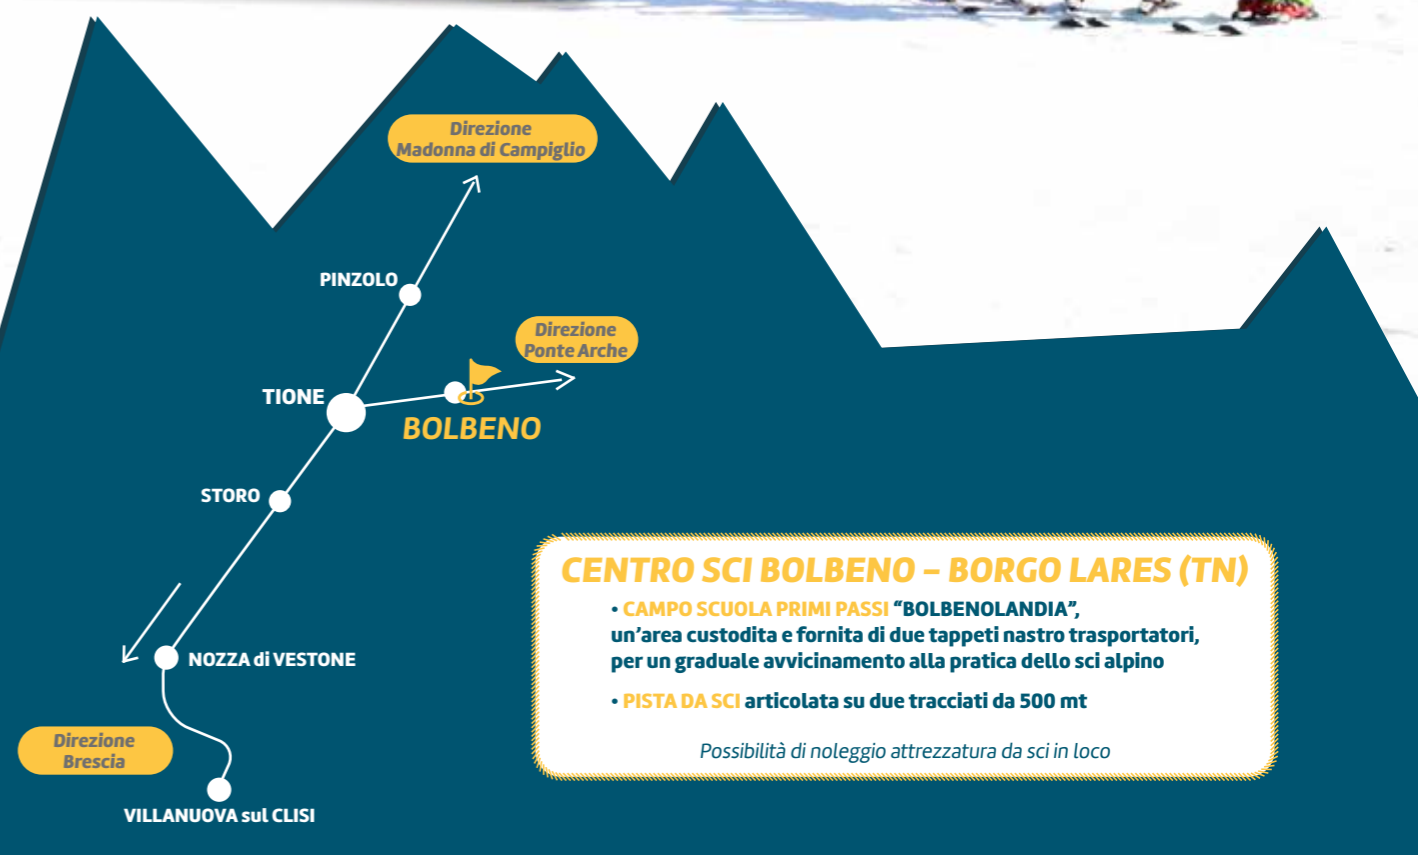 Direzione
Madonna di Campiglio
PINZOLO
Direzione
Ponte Arche
TIONE
BOLBENO
STORO
NOZZA di VESTONE
Direzione
Brescia
VILLANUOVA sul CLISI
CENTRO SCI BOLBENO – BORGO LARES (TN)
• CAMPO SCUOLA PRIMI PASSI “BOLBENOLANDIA”,
un’area custodita e fornita di due tappeti nastro trasportatori,
per un graduale avvicinamento alla pratica dello sci alpino
• PISTA DA SCI articolata su due tracciati da 500 mt
Possibilità di noleggio attrezzatura da sci in loco